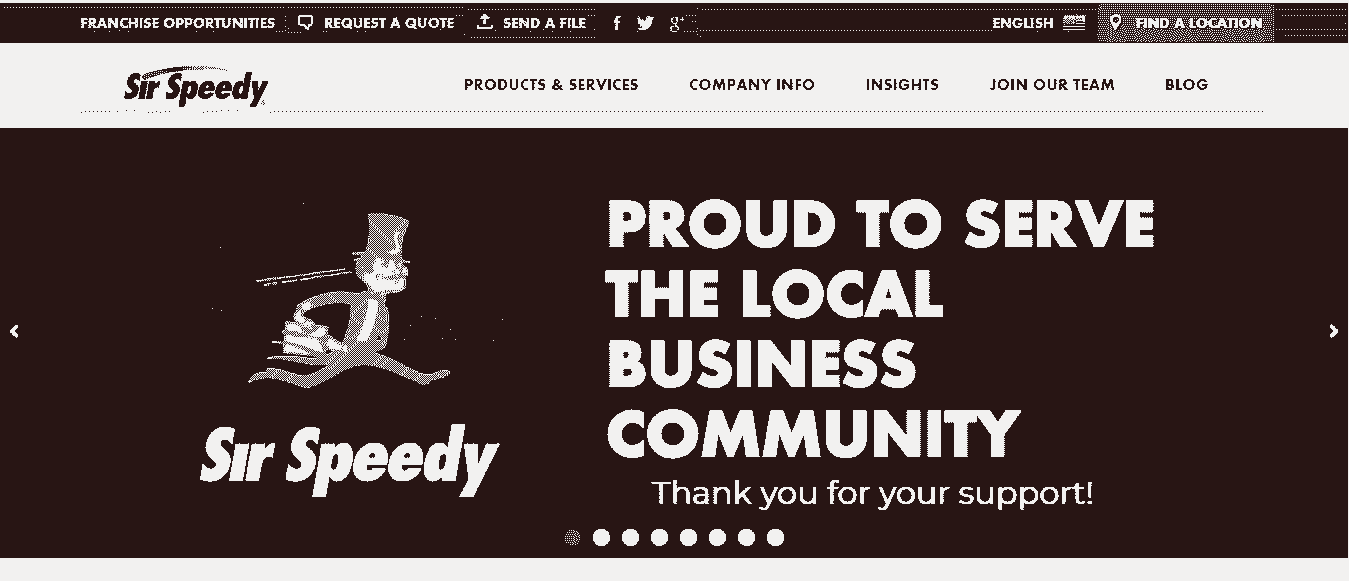 FRANCHISE OPPORTUNITIES REQUEST A QUOTE SEND A FILE f g+ ENGLISH FIND A LOCATION
Sir Speedy PRODUCTS & SERVICES COMPANY INFO INSIGHTS JOIN OUR TEAM BLOG
PROUD TO SERVE
THE LOCAL
BUSINESS
COMMUNITY
Sir Speedy
Thank you for your support!